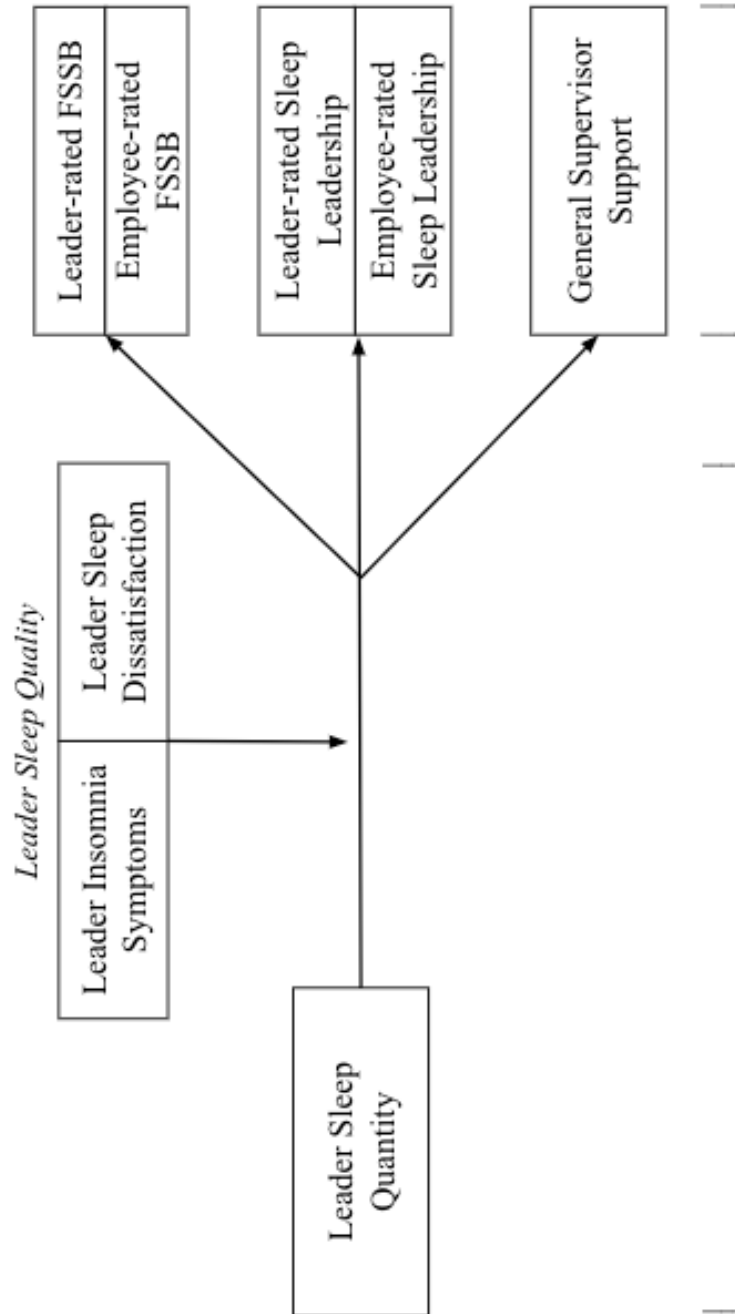 Leader Sleep Quality
Leader Insomnia
Symptoms
Leader Sleep
Dissatisfaction
Leader Sleep
Quantity
Leader-rated FSSB
Employee-rated
FSSB
Leader-rated Sleep
Leadership
Employee-rated
Sleep Leadership
General Supervisor
Support